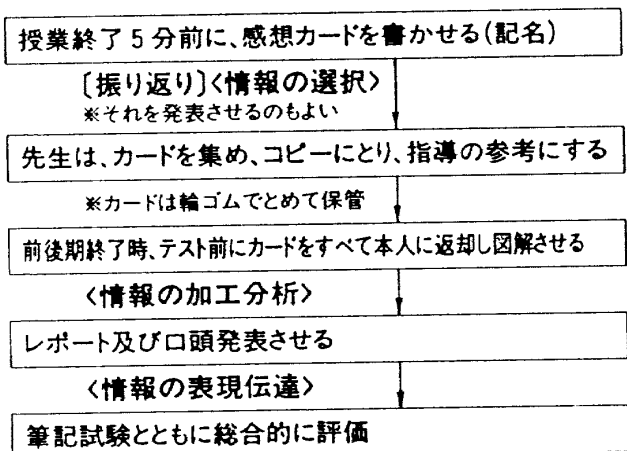 授業終了5分前に、感想カードを書かせる(記名)
〔振り返り〕〈情報の選択〉
※それを発表させるのもよい
先生は、カードを集め、コピーにとり、指導の参考にする
※カードは輪ゴムでとめて保管
前後期終了時、テスト前にカードをすべて本人に返却し図解させる
〈情報の加工分析〉
レポート及び口頭発表させる
〈情報の表現伝達〉
筆記試験とともに総合的に評価